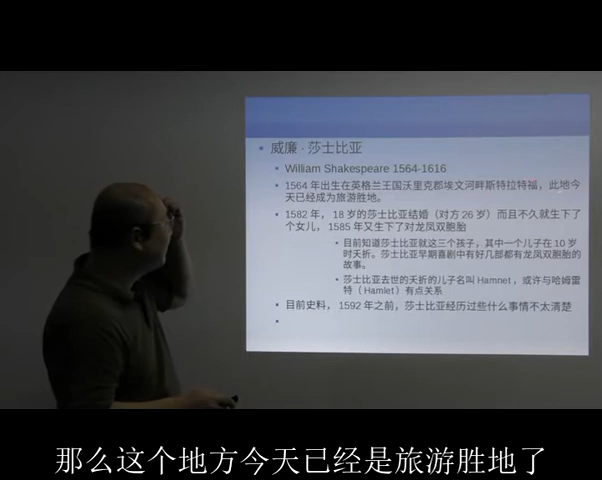 威廉 · 莎士比亚
William Shakespeare 1564-1616
1564 年出生在英格兰王国沃里克郡埃文河畔斯特拉特福，此地今
天已经成为旅游胜地。
1582 年， 18 岁的莎士比亚结婚（对方 26 岁）而且不久就生下了
个女儿， 1585 年又生下了对龙凤双胞胎
目前知道莎士比亚就这三个孩子，其中一个儿子在 10 岁
时夭折。莎士比亚早期喜剧中有好几部都有龙凤双胞胎的
故事。
莎士比亚去世的夭折的儿子名叫 Hamnet ，或许与哈姆雷
特（ Hamlet ）有点关系
目前史料， 1592 年之前，莎士比亚经历过些什么事情不太清楚
那么这个地方今天已经是旅游胜地了